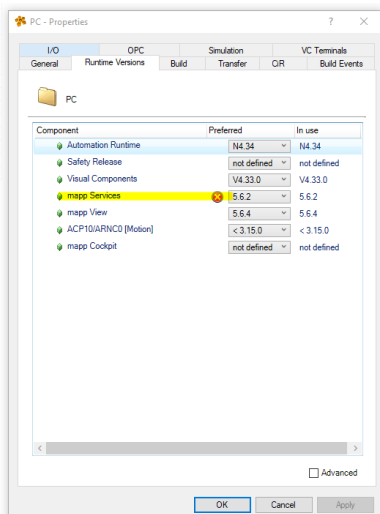 PC - Properties
I/O OPC Simulation VC Terminals
General Runtime Versions Build Transfer CiR Build Events
PC
Component Preferred In use
Automation Runtime N4.34 N4.34
Safety Release not defined not defined
Visual Components V4.33.0 V4.33.0
mapp Services 5.6.2 5.6.2
mapp View 5.6.4 5.6.4
ACP10/ARNC0 [Motion] < 3.15.0 < 3.15.0
mapp Cockpit not defined not defined
Advanced
OK Cancel Apply